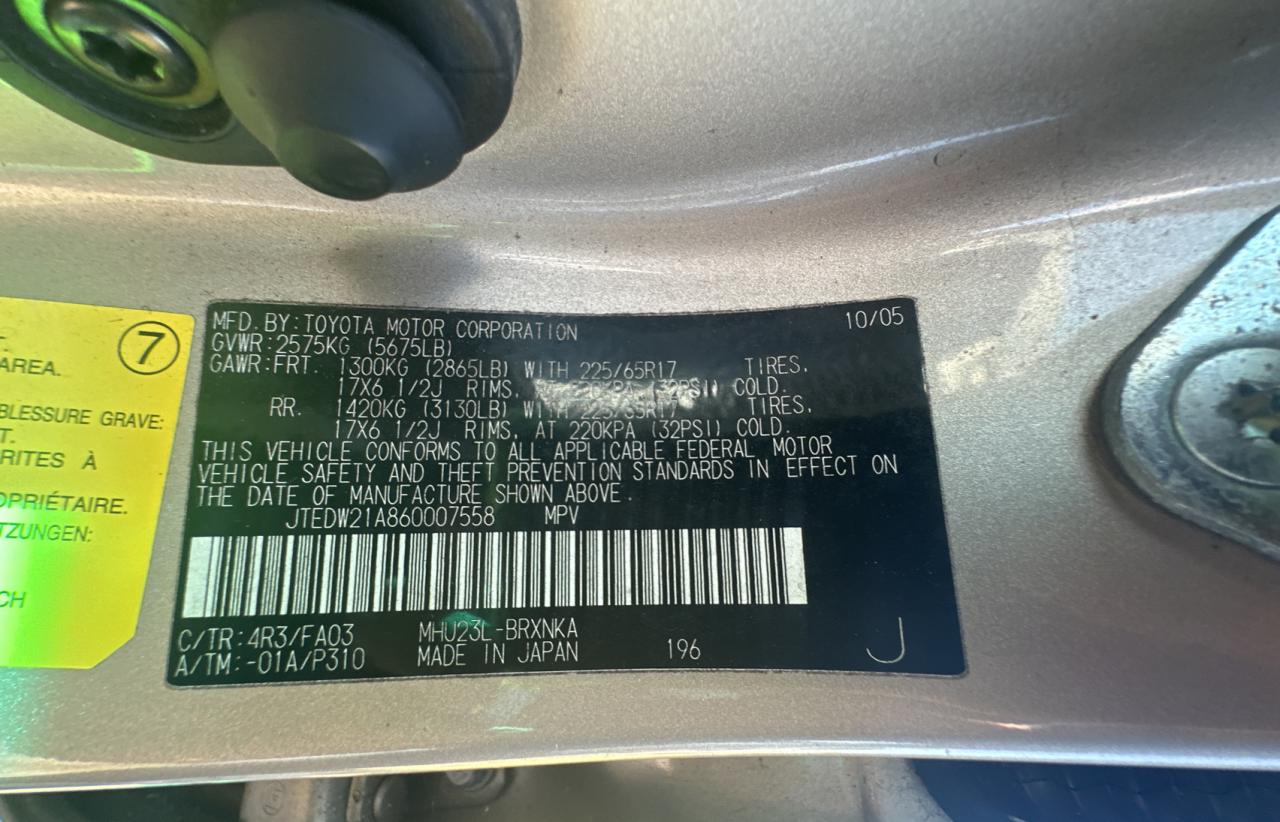 7
AREA.
BLESSURE GRAVE:
RITES À
OPRIÉTAIRE.
TZUNGEN:
CH
MFD. BY: TOYOTA MOTOR CORPORATION 10/05
GVWR: 2575KG (5675LB)
GAWR: FRT. 1300KG (2865LB) WITH 225/65R17 TIRES,
17X6 1/2J RIMS, (32PSI) COLD.
RR. 1420KG (3130LB) WITH 225/65R17 TIRES,
17X6 1/2J RIMS, AT 220KPA (32PSI) COLD.
THIS VEHICLE CONFORMS TO ALL APPLICABLE FEDERAL MOTOR
VEHICLE SAFETY AND THEFT PREVENTION STANDARDS IN EFFECT ON
THE DATE OF MANUFACTURE SHOWN ABOVE.
JTEDW21A860007558 MPV
C/TR: 4R3/FA03 MHU23L-BRXNKA
A/TM: -01A/P310 MADE IN JAPAN 196 J